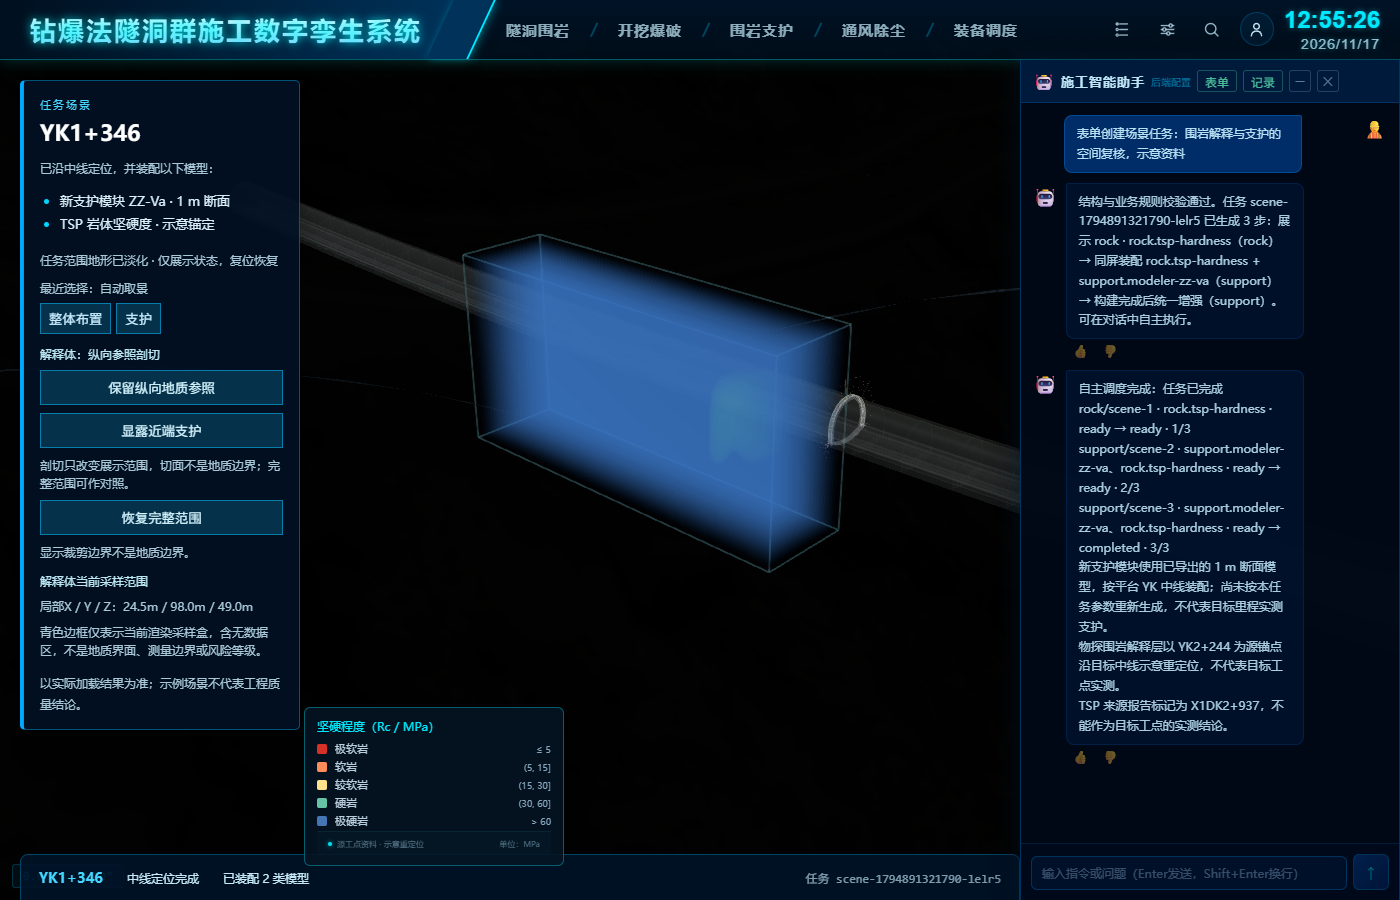 钻爆法隧洞群施工数字孪生系统
隧洞围岩 / 开挖爆破 / 围岩支护 / 通风除尘 / 装备调度
12:55:26
2026/11/17
任务场景
YK1+346
已沿中线定位，并装配以下模型：
新支护模块 ZZ-Va · 1 m 断面
TSP 岩体坚硬度 · 示意锚定
任务范围地形已淡化 · 仅展示状态，复位恢复
最近选择：自动取景
整体布置 支护
解释体：纵向参照剖切
保留纵向地质参照
显露近端支护
剖切只改变展示范围，切面不是地质边界；完
整范围可作对照。
恢复完整范围
显示裁剪边界不是地质边界。
解释体当前采样范围
局部X / Y / Z：24.5m / 98.0m / 49.0m
青色边框仅表示当前渲染采样盒，含无数据
区，不是地质界面、测量边界或风险等级。
以实际加载结果为准；示例场景不代表工程质
量结论。
坚硬程度（Rc / MPa）
极软岩 ≤ 5
软岩 (5, 15]
较软岩 (15, 30]
硬岩 (30, 60]
极硬岩 > 60
源工点资料 · 示意重定位 单位：MPa
YK1+346 中线定位完成 已装配 2 类模型 任务 scene-1794891321790-lelr5
施工智能助手 后端配置 表单 记录
表单创建场景任务：围岩解释与支护的
空间复核，示意资料
结构与业务规则校验通过。任务 scene-
1794891321790-lelr5 已生成 3 步：展
示 rock · rock.tsp-hardness（rock）
→ 同屏装配 rock.tsp-hardness +
support.modeler-zz-va（support）
→ 构建完成后统一增强（support）。
可在对话中自主执行。
自主调度完成：任务已完成
rock/scene-1 · rock.tsp-hardness ·
ready → ready · 1/3
support/scene-2 · support.modeler-
zz-va、rock.tsp-hardness · ready →
ready · 2/3
support/scene-3 · support.modeler-
zz-va、rock.tsp-hardness · ready →
completed · 3/3
新支护模块使用已导出的 1 m 断面模
型，按平台 YK 中线装配；尚未按本任
务参数重新生成，不代表目标里程实测
支护。
物探围岩解释层以 YK2+244 为源锚点
沿目标中线示意重定位，不代表目标工
点实测。
TSP 来源报告标记为 X1DK2+937，不
能作为目标工点的实测结论。
输入指令或问题（Enter发送，Shift+Enter换行）